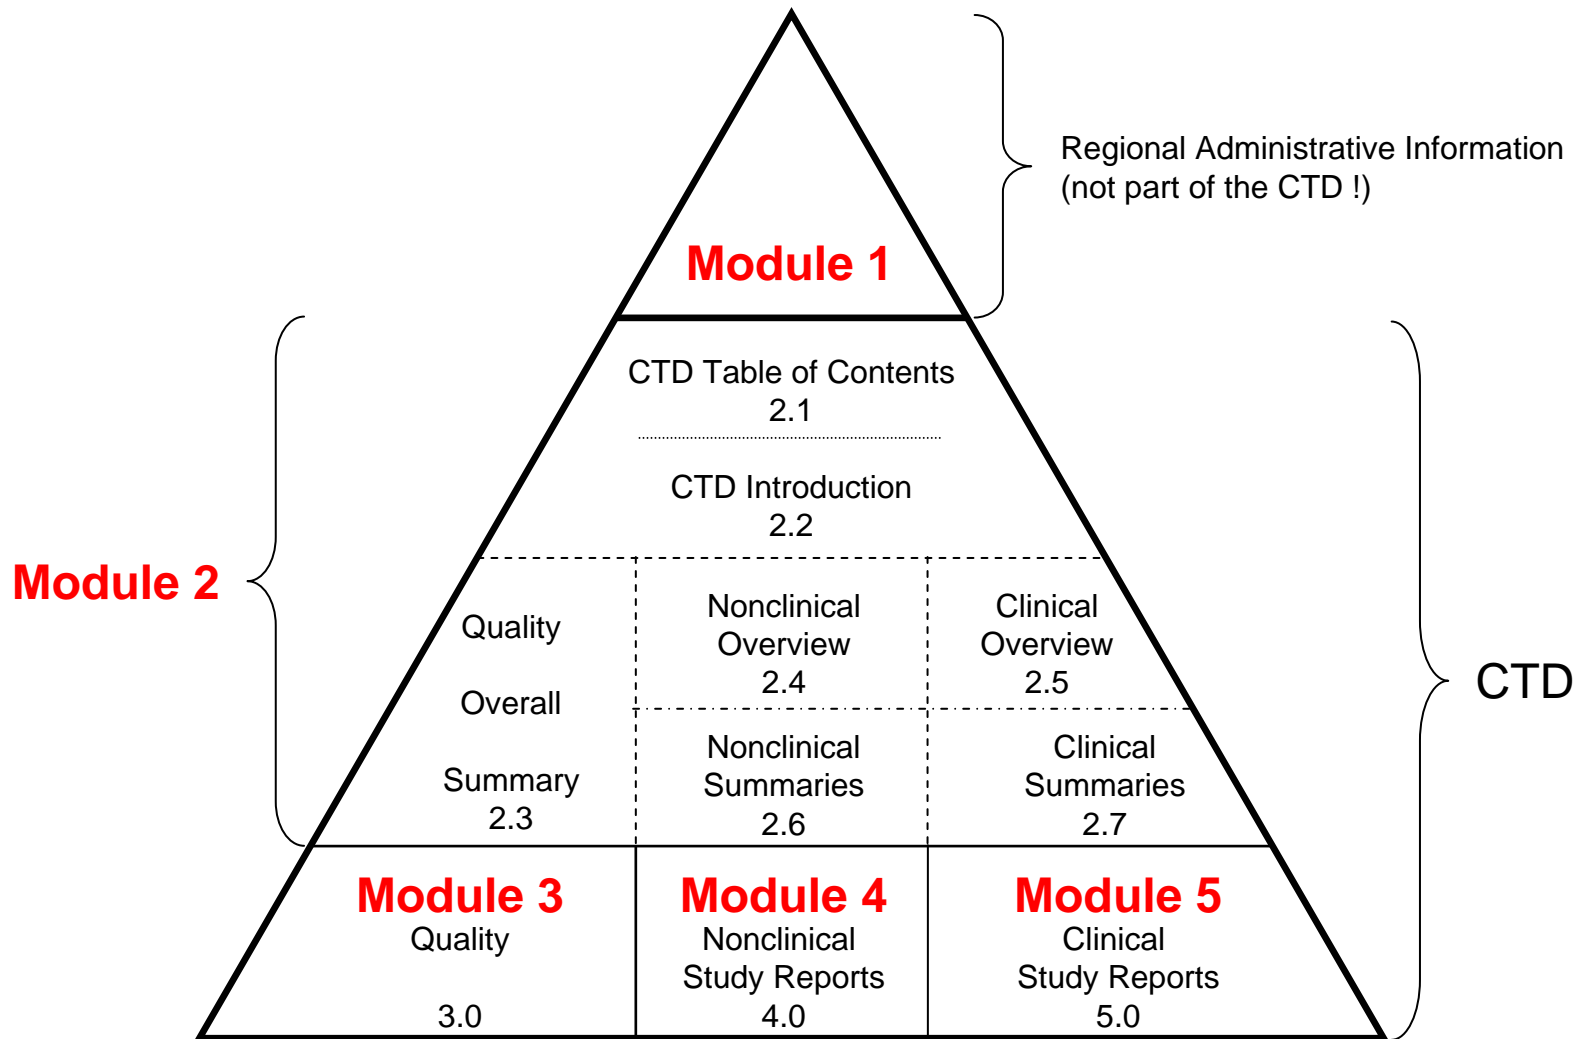 Regional Administrative Information
(not part of the CTD !)
Module 1
CTD Table of Contents
2.1
CTD Introduction
2.2
Module 2
Quality
Overall
Summary
2.3
Nonclinical
Overview
2.4
Clinical
Overview
2.5
Nonclinical
Summaries
2.6
Clinical
Summaries
2.7
CTD
Module 3
Quality
3.0
Module 4
Nonclinical
Study Reports
4.0
Module 5
Clinical
Study Reports
5.0